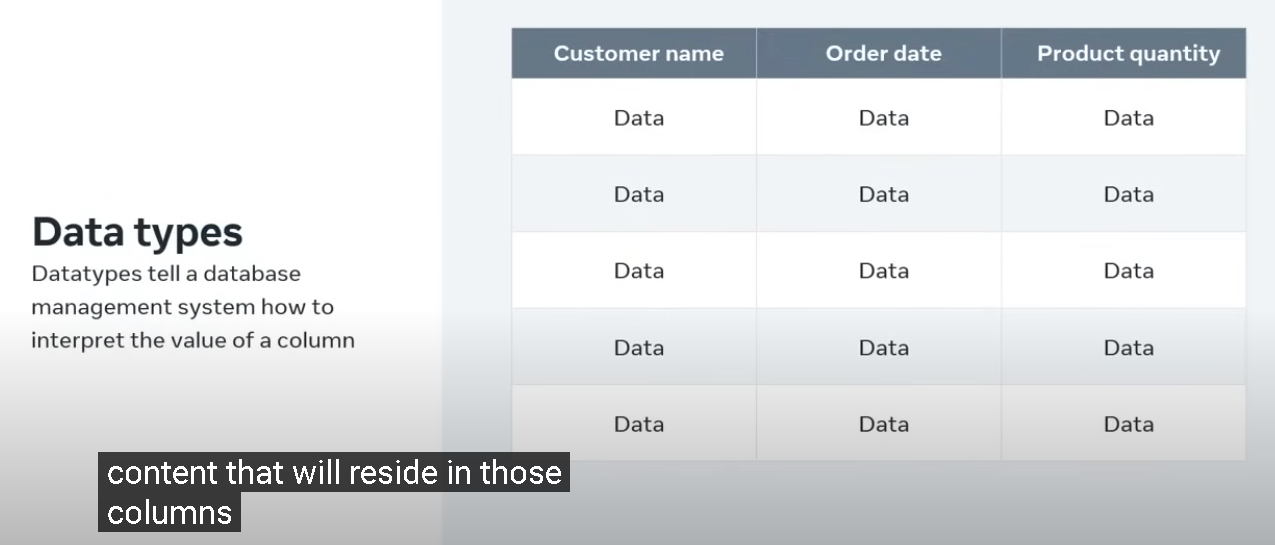 Customer name Order date Product quantity
Data Data Data
Data Data Data
Data types
Datatypes tell a database
management system how to
interpret the value of a column
Data Data Data
Data Data Data
Data Data Data
content that will reside in those
columns